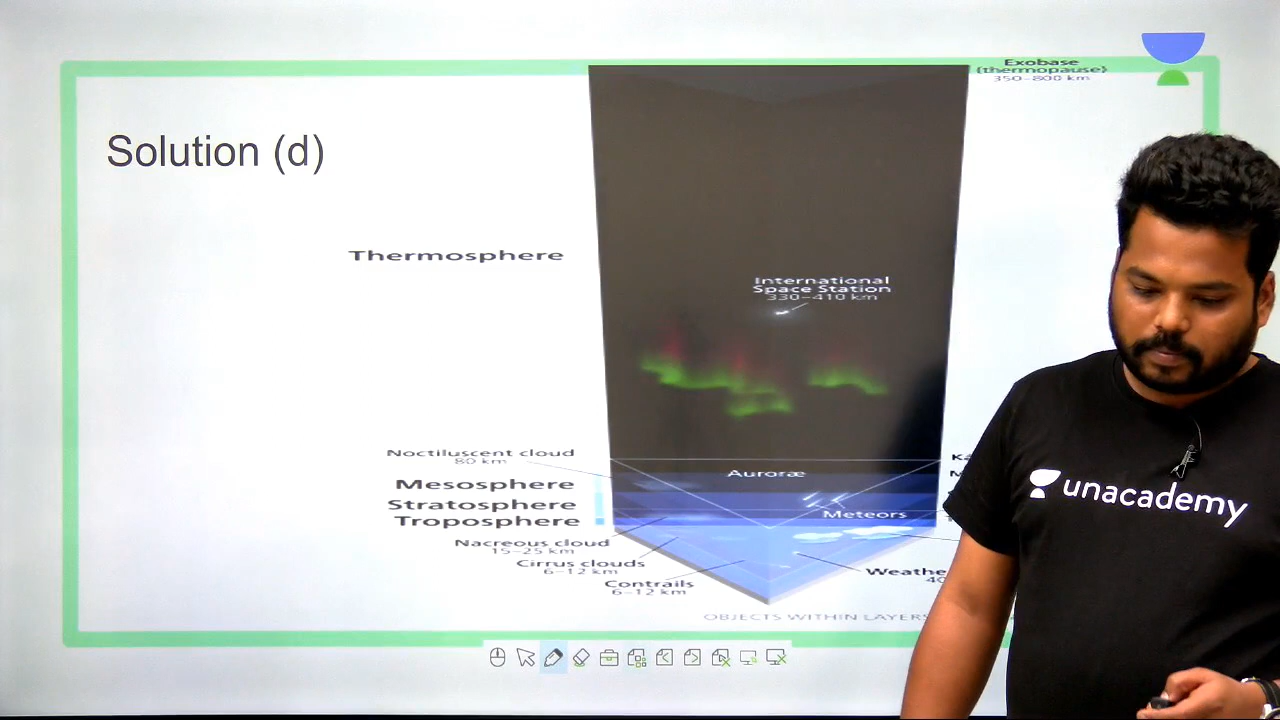 Exobase
(thermopause)
350–800 km
Solution (d)
Thermosphere
International
Space Station
330–410 km
Noctiluscent cloud
80 km
Auroræ
Mesosphere
Stratosphere
Meteors
Troposphere
Nacreous cloud
15–25 km
Cirrus clouds
6–12 km
Contrails
6–12 km
OBJECTS WITHIN LAYERS
unacademy